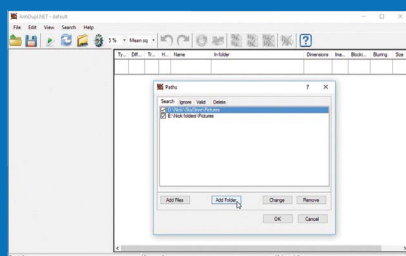 AntiDupl.NET - default
File Edit View Search Help
5% Mean sq ?
Ty... Diff... Tr... H... Name In folder Dimensions Ima... Blocki... Bluring Size
Paths ?
Search Ignore Valid Delete
E:\Nick folders\Pictures
Add Files Add Folder Change Remove
OK Cancel